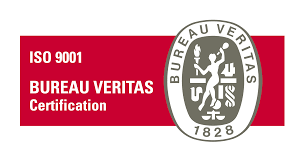 ISO 9001
BUREAU VERITAS
Certification
BUREAU VERITAS
1828